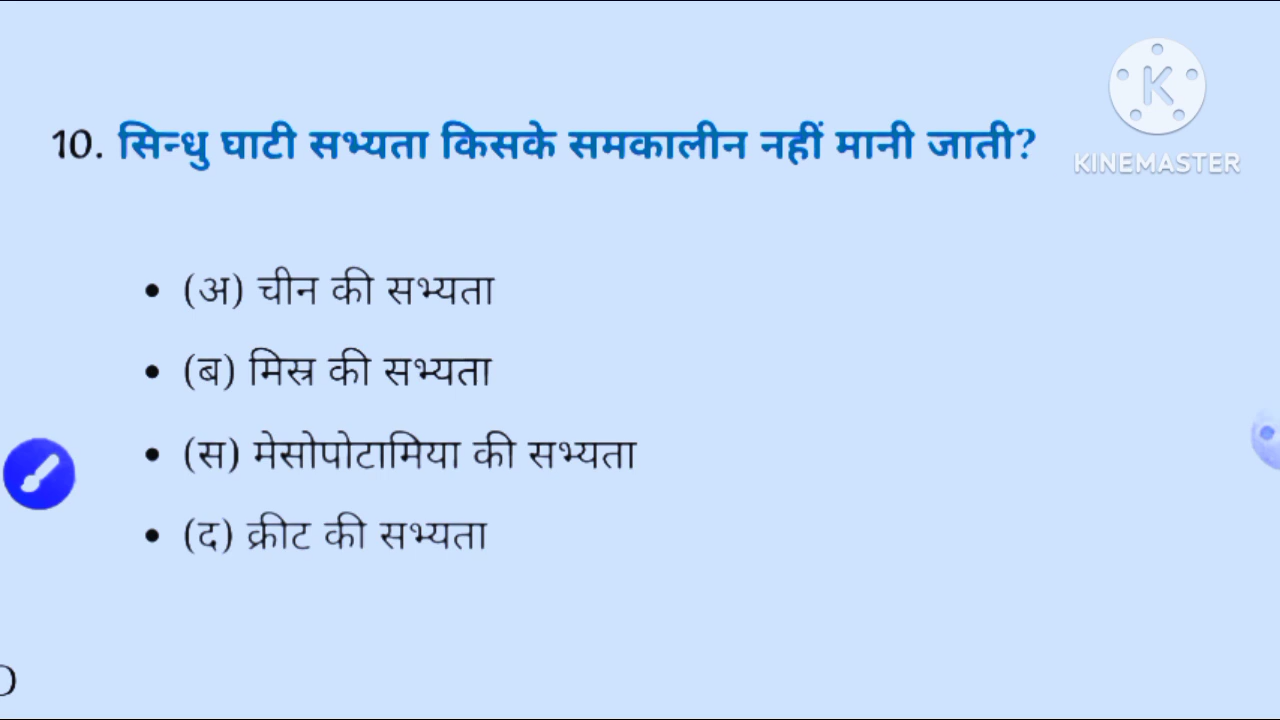 10. सिन्धु घाटी सभ्यता किसके समकालीन नहीं मानी जाती?
KINEMASTER
• (अ) चीन की सभ्यता
• (ब) मिस्र की सभ्यता
• (स) मेसोपोटामिया की सभ्यता
• (द) क्रीट की सभ्यता